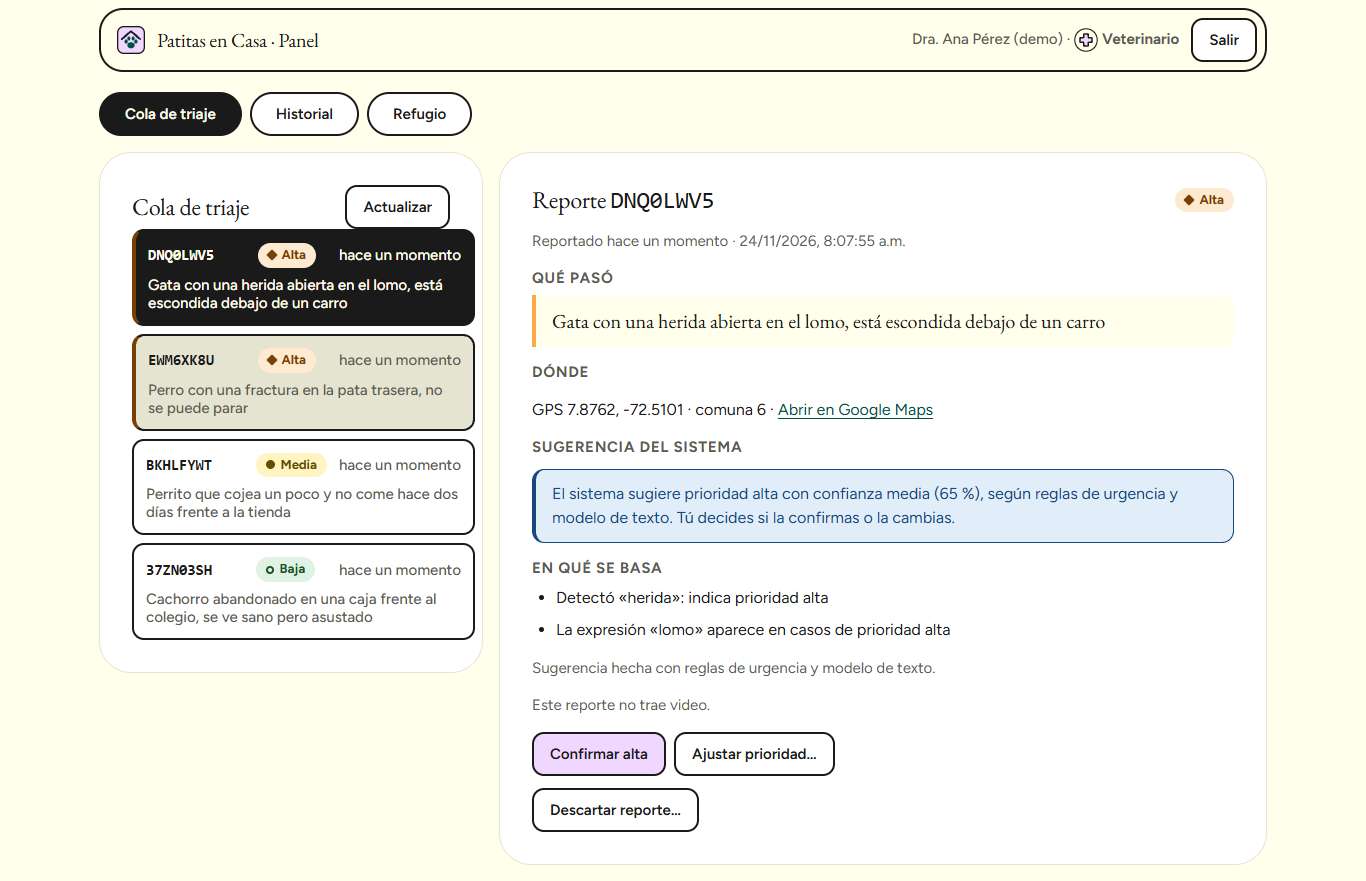 Patitas en Casa · Panel
Dra. Ana Pérez (demo) · Veterinario
Salir
Cola de triaje
Historial
Refugio
Cola de triaje
Actualizar
DNQ0LWV5
Alta
hace un momento
Gata con una herida abierta en el lomo, está
escondida debajo de un carro
EWM6XK8U
Alta
hace un momento
Perro con una fractura en la pata trasera, no
se puede parar
BKHLFYWT
Media
hace un momento
Perrito que cojea un poco y no come hace dos
días frente a la tienda
37ZN03SH
Baja
hace un momento
Cachorro abandonado en una caja frente al
colegio, se ve sano pero asustado
Reporte DNQ0LWV5
Alta
Reportado hace un momento · 24/11/2026, 8:07:55 a.m.
QUÉ PASÓ
Gata con una herida abierta en el lomo, está escondida debajo de un carro
DÓNDE
GPS 7.8762, -72.5101 · comuna 6 · Abrir en Google Maps
SUGERENCIA DEL SISTEMA
El sistema sugiere prioridad alta con confianza media (65 %), según reglas de urgencia y
modelo de texto. Tú decides si la confirmas o la cambias.
EN QUÉ SE BASA
• Detectó «herida»: indica prioridad alta
• La expresión «lomo» aparece en casos de prioridad alta
Sugerencia hecha con reglas de urgencia y modelo de texto.
Este reporte no trae video.
Confirmar alta
Ajustar prioridad…
Descartar reporte…